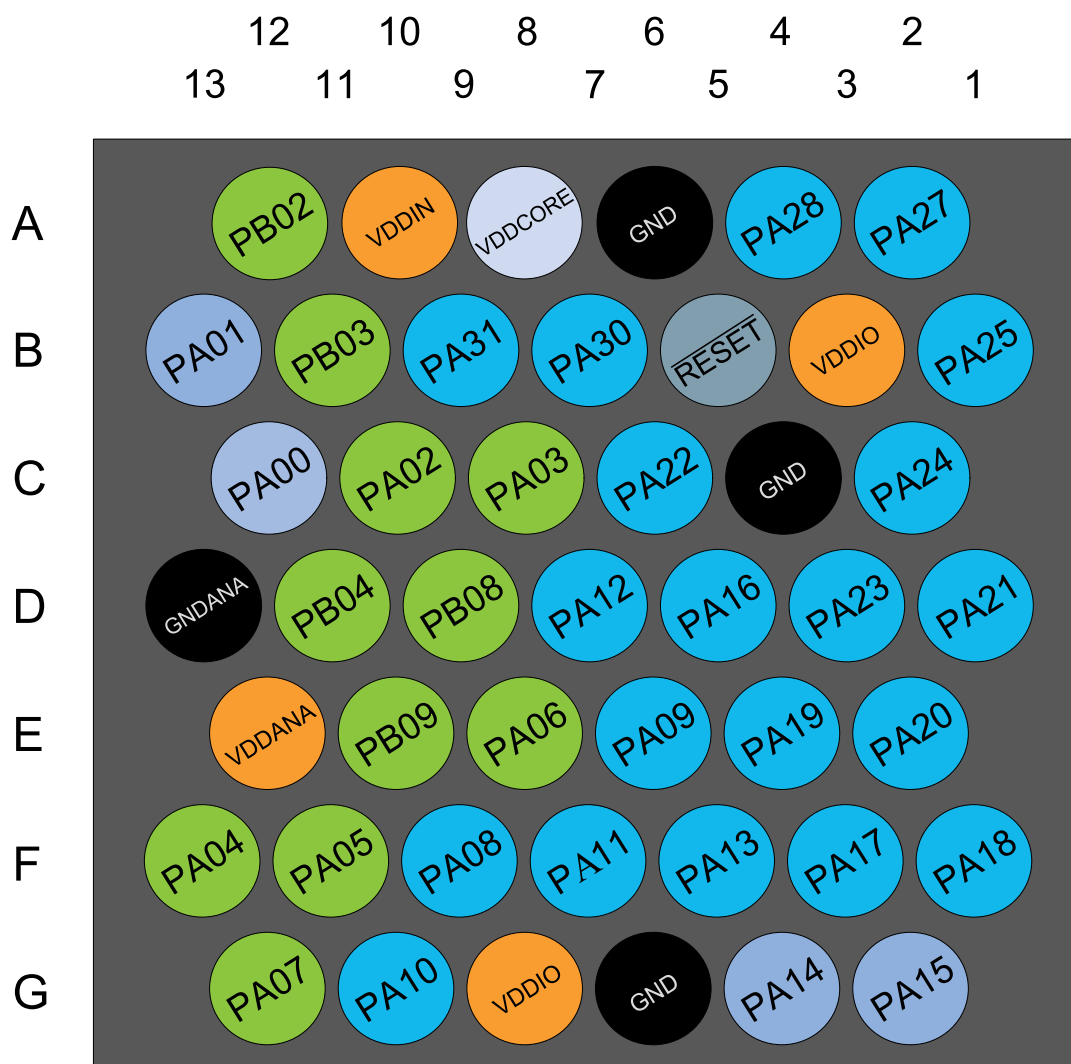 12 10 8 6 4 2
13 11 9 7 5 3 1
A PB02 VDDIN VDDCORE GND PA28 PA27
B PA01 PB03 PA31 PA30 RESET VDDIO PA25
C PA00 PA02 PA03 PA22 GND PA24
D GNDANA PB04 PB08 PA12 PA16 PA23 PA21
E VDDANA PB09 PA06 PA09 PA19 PA20
F PA04 PA05 PA08 PA11 PA13 PA17 PA18
G PA07 PA10 VDDIO GND PA14 PA15